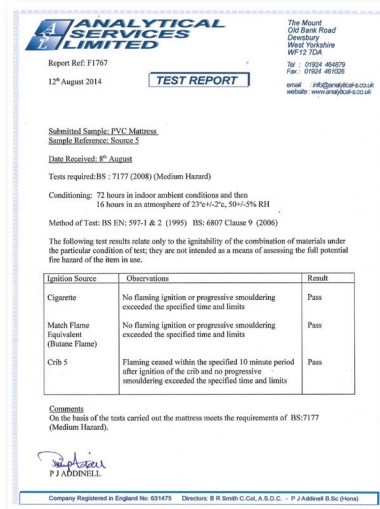 ANALYTICAL
SERVICES
LIMITED
The Mount
Old Bank Road
Dewsbury
West Yorkshire
WF12 7DA
Tel : 01924 464879
Fax : 01924 461026
email : info@analytical-s.co.uk
website : www.analytical-s.co.uk
Report Ref: F1767
12th August 2014
TEST REPORT
Submitted Sample: PVC Mattress
Sample Reference: Source 5
Date Received: 8th August
Tests required: BS : 7177 (2008) (Medium Hazard)
Conditioning: 72 hours in indoor ambient conditions and then
16 hours in an atmosphere of 23°c+/-2°c, 50+/-5% RH
Method of Test: BS EN: 597-1 & 2 (1995) BS: 6807 Clause 9 (2006)
The following test results relate only to the ignitability of the combination of materials under
the particular condition of test; they are not intended as a means of assessing the full potential
fire hazard of the item in use.
Ignition Source Observations Result
Cigarette No flaming ignition or progressive smouldering Pass
exceeded the specified time and limits
Match Flame No flaming ignition or progressive smouldering Pass
Equivalent exceeded the specified time and limits
(Butane Flame)
Crib 5 Flaming ceased within the specified 10 minute period Pass
after ignition of the crib and no progressive
smouldering exceeded the specified time and limits
Comments
On the basis of the tests carried out the mattress meets the requirements of BS:7177
(Medium Hazard).
P J ADDINELL
Company Registered in England No: 631475 Directors: B R Smith C.Col, A.S.D.C. - P J Addinell B.Sc (Hons)